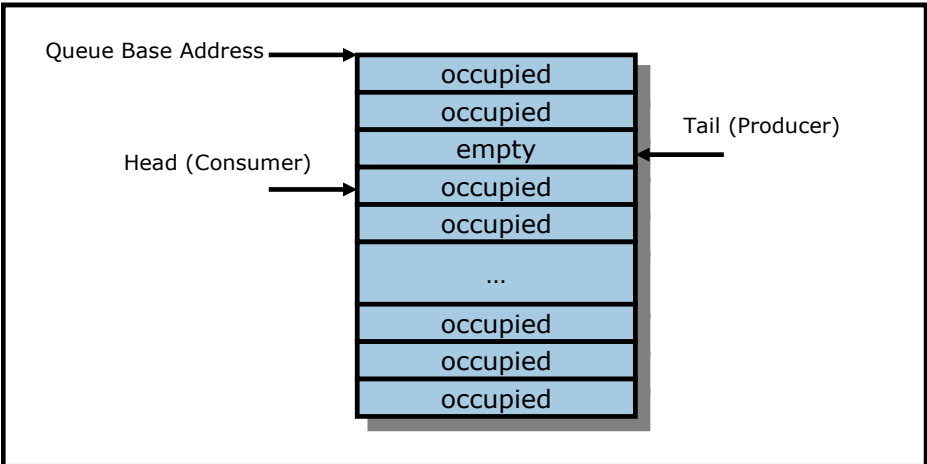 Queue Base Address
occupied
occupied
Tail (Producer)
empty
Head (Consumer)
occupied
occupied
...
occupied
occupied
occupied